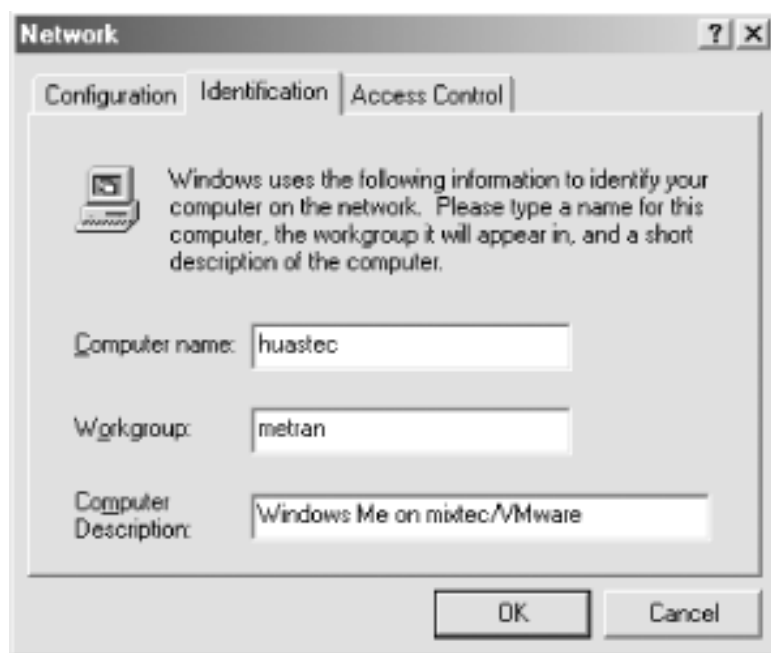 Network
Configuration Identification Access Control
Windows uses the following information to identify your
computer on the network. Please type a name for this
computer, the workgroup it will appear in, and a short
description of the computer.
Computer name: huastec
Workgroup: metran
Computer
Description: Windows Me on mixtec/VMware
OK Cancel